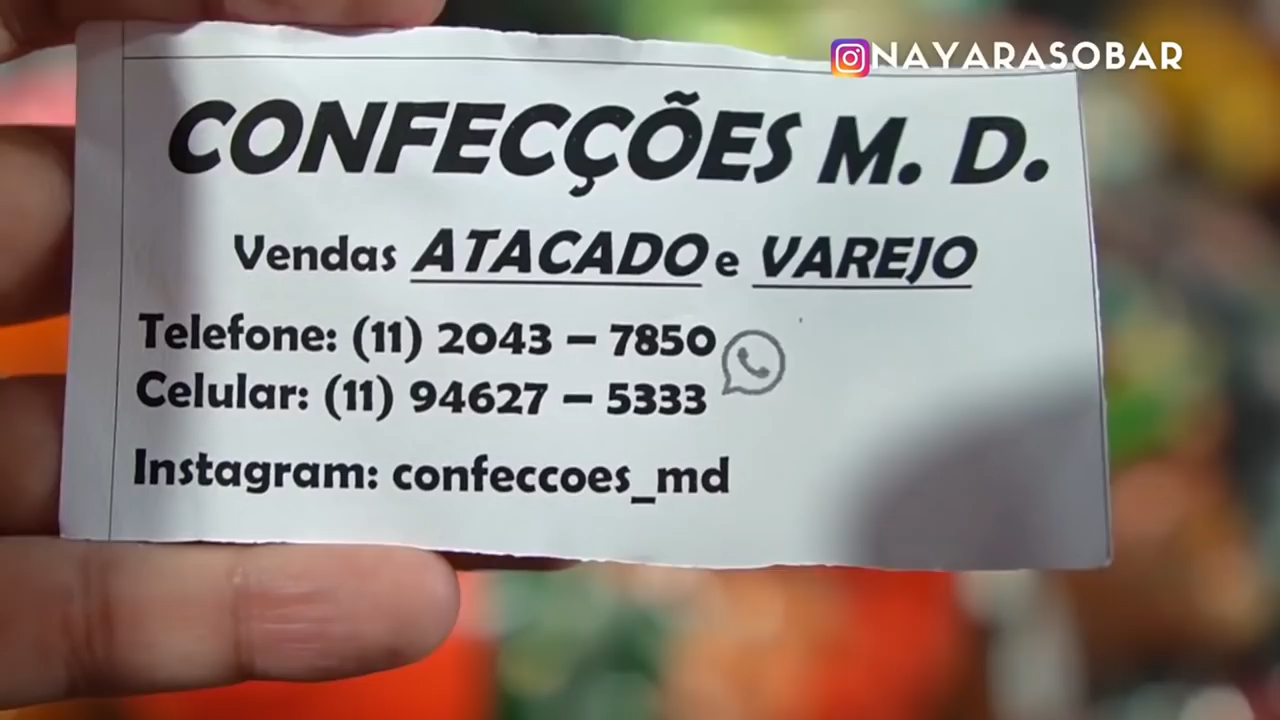 NAYARASOBAR
CONFECÇÕES M. D.
Vendas ATACADO e VAREJO
Telefone: (11) 2043 – 7850
Celular: (11) 94627 – 5333
Instagram: confeccoes_md